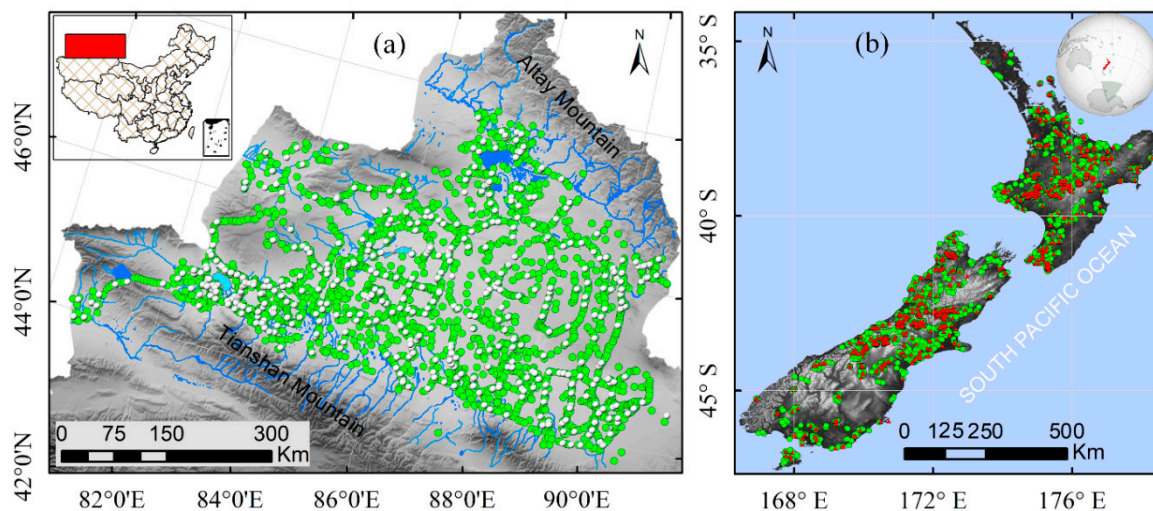 (a)
N
Altay Mountain
Tianshan Mountain
46°0'N
44°0'N
42°0'N
0 75 150 300
Km
82°0'E 84°0'E 86°0'E 88°0'E 90°0'E
(b)
N
35° S
40° S
45° S
SOUTH PACIFIC OCEAN
0 125 250 500
Km
168° E 172° E 176° E